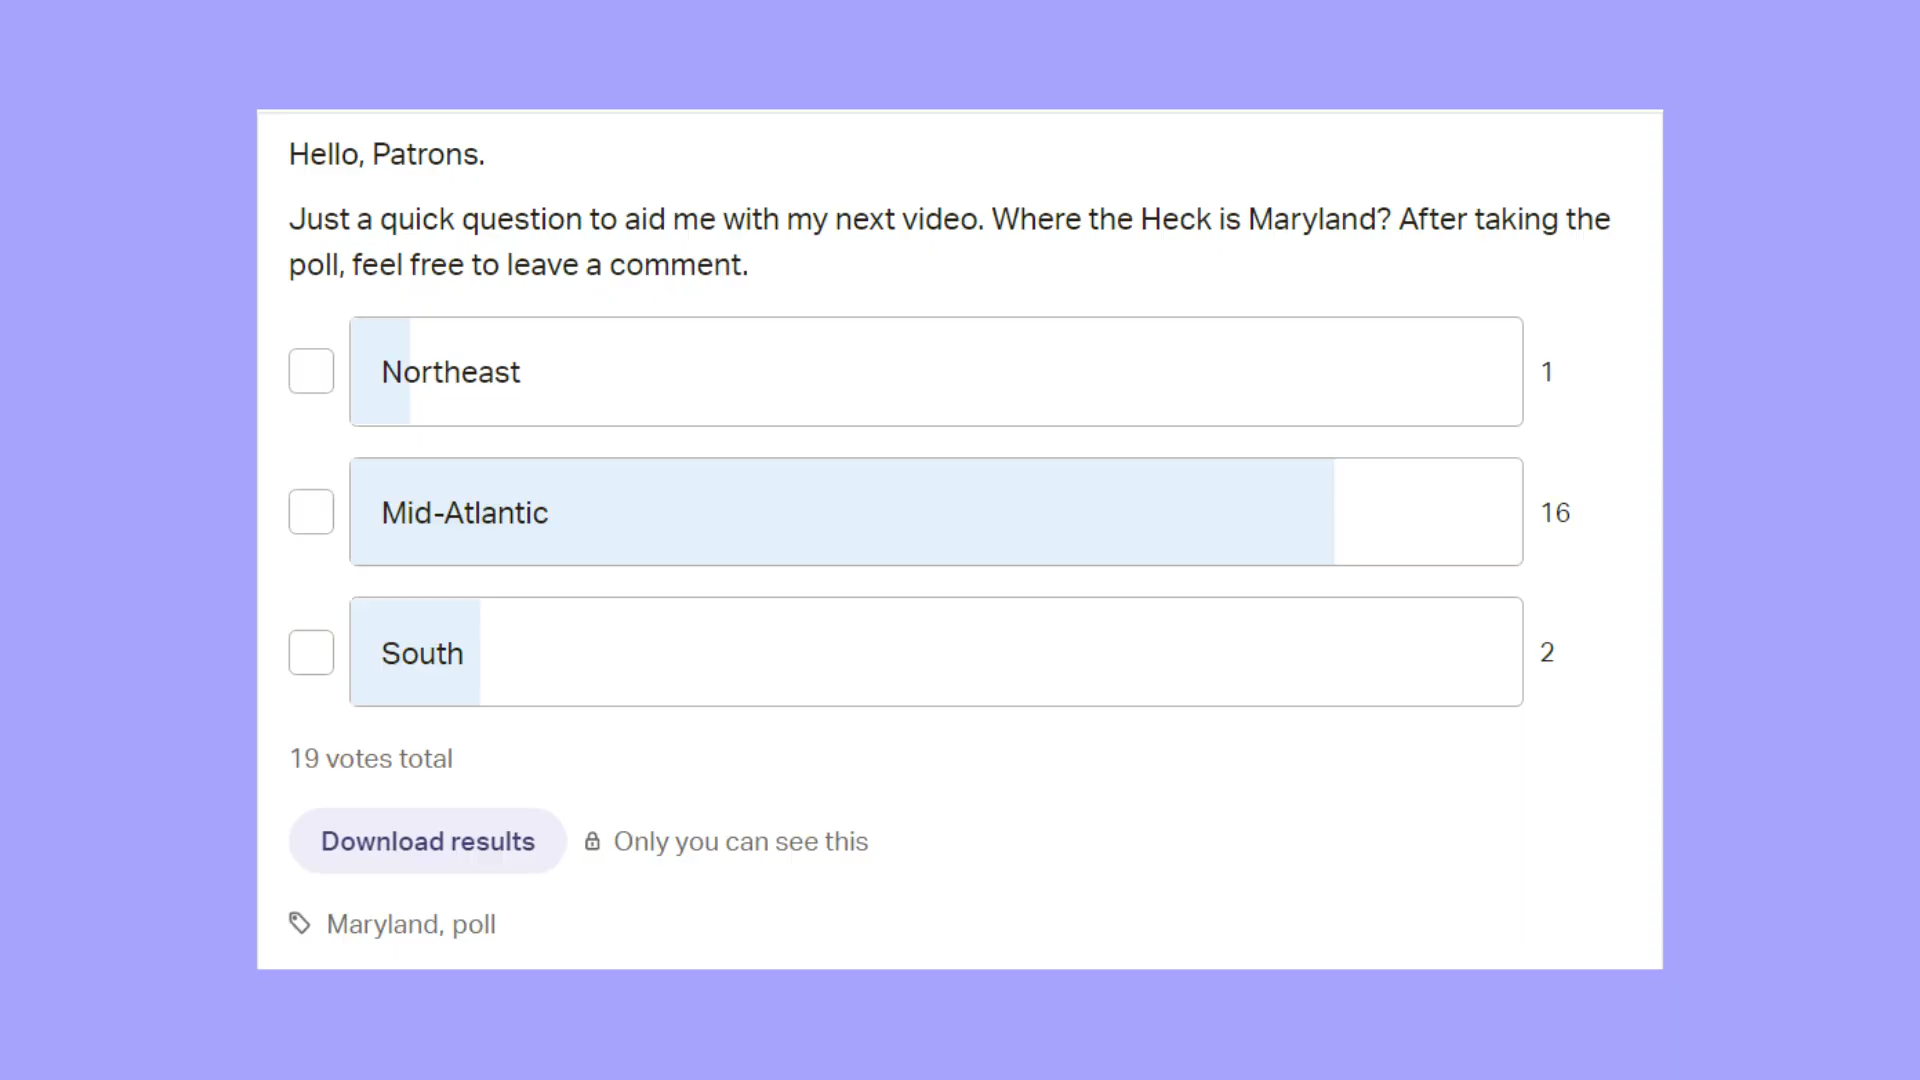 Hello, Patrons.
Just a quick question to aid me with my next video. Where the Heck is Maryland? After taking the
poll, feel free to leave a comment.
Northeast 1
Mid-Atlantic 16
South 2
19 votes total
Download results Only you can see this
Maryland, poll